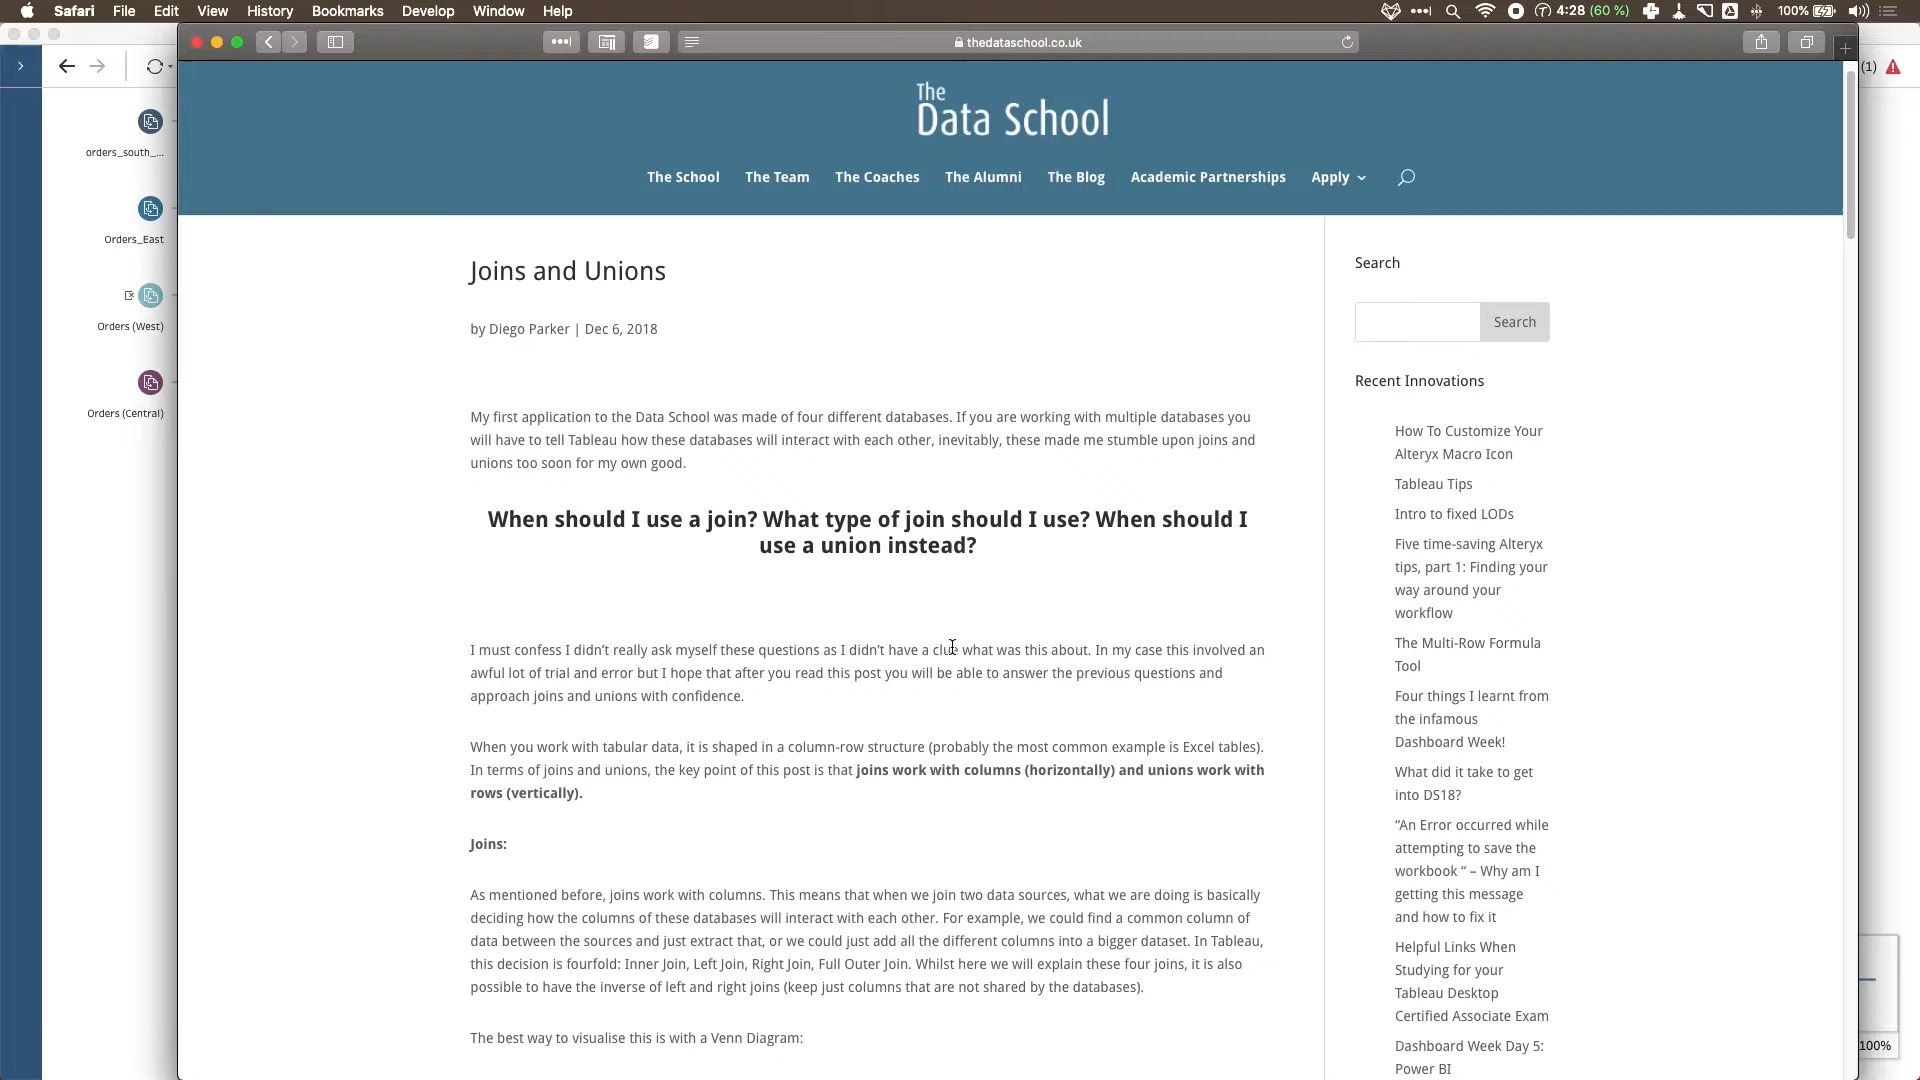 Safari File Edit View History Bookmarks Develop Window Help
4:28 (60 %) 100%
thedataschool.co.uk
(1)
orders_south_...
Orders_East
Orders (West)
Orders (Central)
The
Data School
The School The Team The Coaches The Alumni The Blog Academic Partnerships Apply
Joins and Unions
by Diego Parker | Dec 6, 2018
My first application to the Data School was made of four different databases. If you are working with multiple databases you
will have to tell Tableau how these databases will interact with each other, inevitably, these made me stumble upon joins and
unions too soon for my own good.
When should I use a join? What type of join should I use? When should I
use a union instead?
I must confess I didn’t really ask myself these questions as I didn’t have a clue what was this about. In my case this involved an
awful lot of trial and error but I hope that after you read this post you will be able to answer the previous questions and
approach joins and unions with confidence.
When you work with tabular data, it is shaped in a column-row structure (probably the most common example is Excel tables).
In terms of joins and unions, the key point of this post is that joins work with columns (horizontally) and unions work with
rows (vertically).
Joins:
As mentioned before, joins work with columns. This means that when we join two data sources, what we are doing is basically
deciding how the columns of these databases will interact with each other. For example, we could find a common column of
data between the sources and just extract that, or we could just add all the different columns into a bigger dataset. In Tableau,
this decision is fourfold: Inner Join, Left Join, Right Join, Full Outer Join. Whilst here we will explain these four joins, it is also
possible to have the inverse of left and right joins (keep just columns that are not shared by the databases).
The best way to visualise this is with a Venn Diagram:
Search
Search
Recent Innovations
How To Customize Your
Alteryx Macro Icon
Tableau Tips
Intro to fixed LODs
Five time-saving Alteryx
tips, part 1: Finding your
way around your
workflow
The Multi-Row Formula
Tool
Four things I learnt from
the infamous
Dashboard Week!
What did it take to get
into DS18?
“An Error occurred while
attempting to save the
workbook “ – Why am I
getting this message
and how to fix it
Helpful Links When
Studying for your
Tableau Desktop
Certified Associate Exam
Dashboard Week Day 5:
Power BI
100%